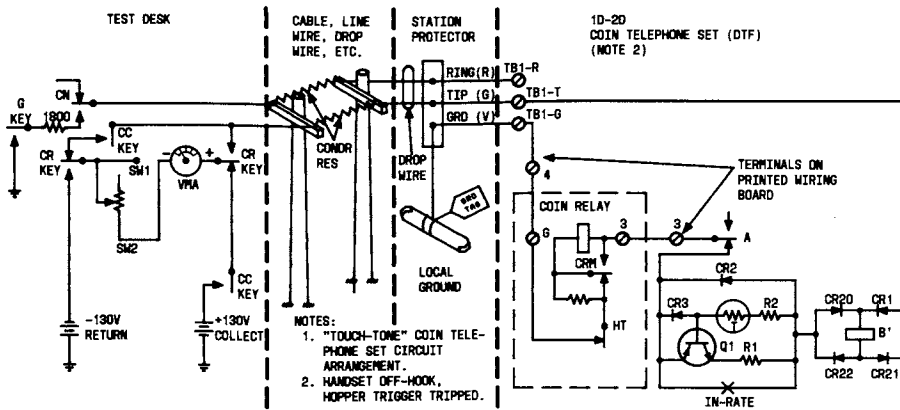 TEST DESK
CABLE, LINE
WIRE, DROP
WIRE, ETC.
STATION
PROTECTOR
1D-2D
COIN TELEPHONE SET (DTF)
(NOTE 2)
RING(R)
TB1-R
CN
TIP (G)
TB1-T
G
KEY
1800
GRD (V)
TB1-G
CC
KEY
CR
KEY
SW1
- +
VMA
CR
KEY
CONDR
RES
DROP
WIRE
4
TERMINALS ON
PRINTED WIRING
BOARD
GRD
TAG
COIN RELAY
SW2
G
3
3
A
CRM
LOCAL
GROUND
CC
KEY
CR2
CR3
R2
CR20
CR1
-130V
RETURN
+130V
COLLECT
HT
Q1
R1
B'
CR22
CR21
IN-RATE
NOTES:
1. "TOUCH-TONE" COIN TELE-
PHONE SET CIRCUIT
ARRANGEMENT.
2. HANDSET OFF-HOOK,
HOPPER TRIGGER TRIPPED.